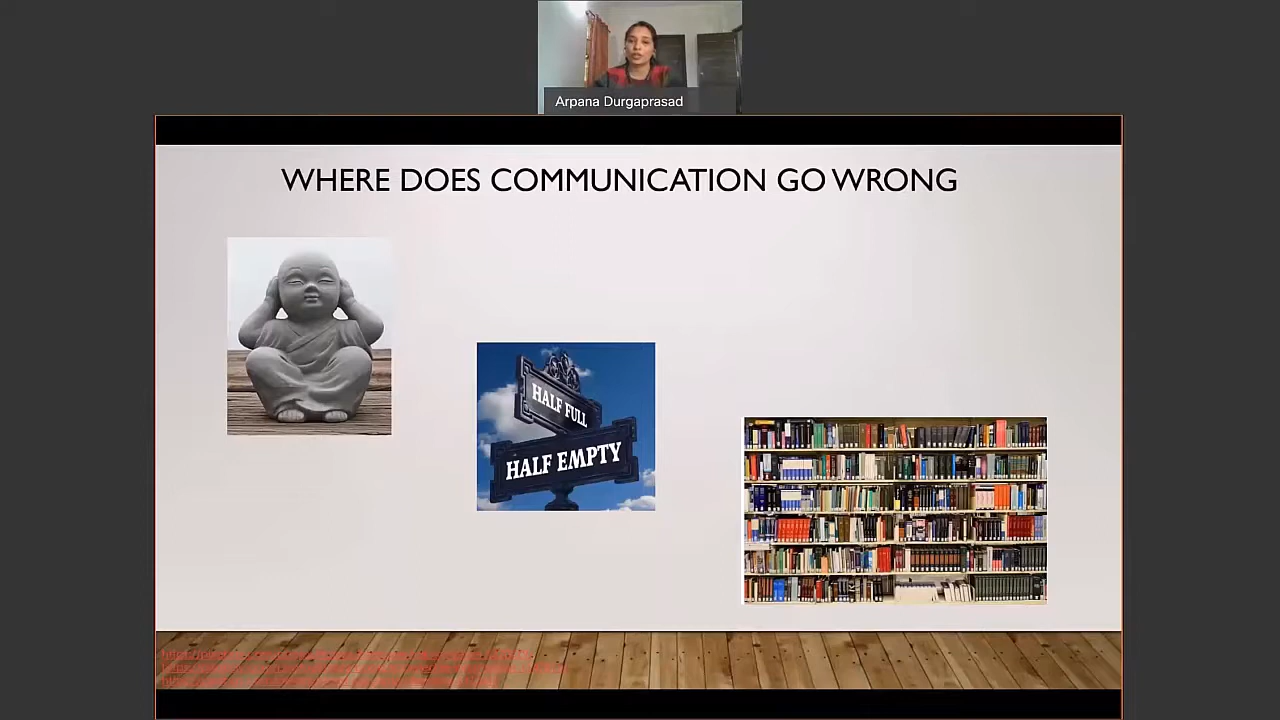 Arpana Durgaprasad
WHERE DOES COMMUNICATION GO WRONG
HALF FULL
HALF EMPTY